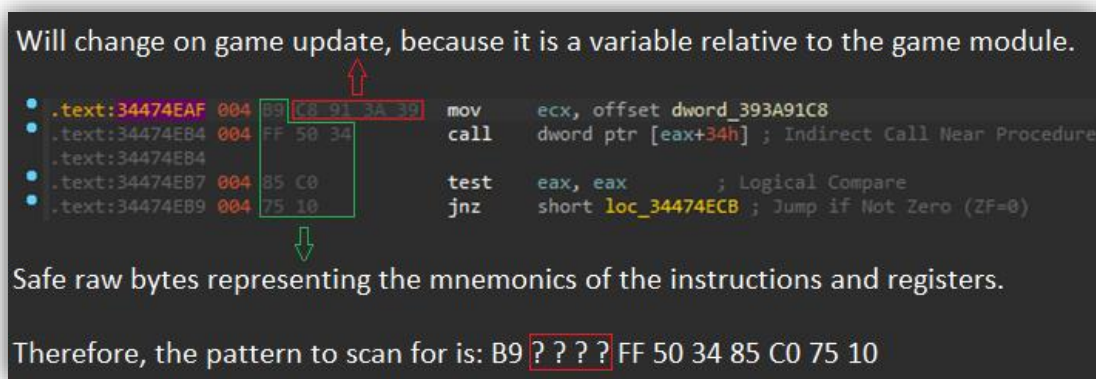 Will change on game update, because it is a variable relative to the game module.
.text:34474EAF 004 B9 C8 91 3A 39 mov ecx, offset dword_393A91C8
.text:34474EB4 004 FF 50 34 call dword ptr [eax+34h] ; Indirect Call Near Procedure
.text:34474EB4
.text:34474EB7 004 85 C0 test eax, eax ; Logical Compare
.text:34474EB9 004 75 10 jnz short loc_34474ECB ; Jump if Not Zero (ZF=0)
Safe raw bytes representing the mnemonics of the instructions and registers.
Therefore, the pattern to scan for is: B9 ? ? ? ? FF 50 34 85 C0 75 10